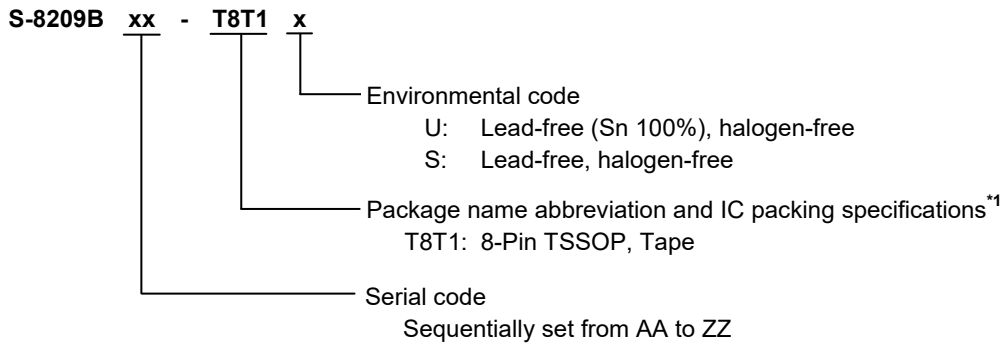 S-8209B xx - T8T1 x
Environmental code
U: Lead-free (Sn 100%), halogen-free
S: Lead-free, halogen-free
Package name abbreviation and IC packing specifications*1
T8T1: 8-Pin TSSOP, Tape
Serial code
Sequentially set from AA to ZZ